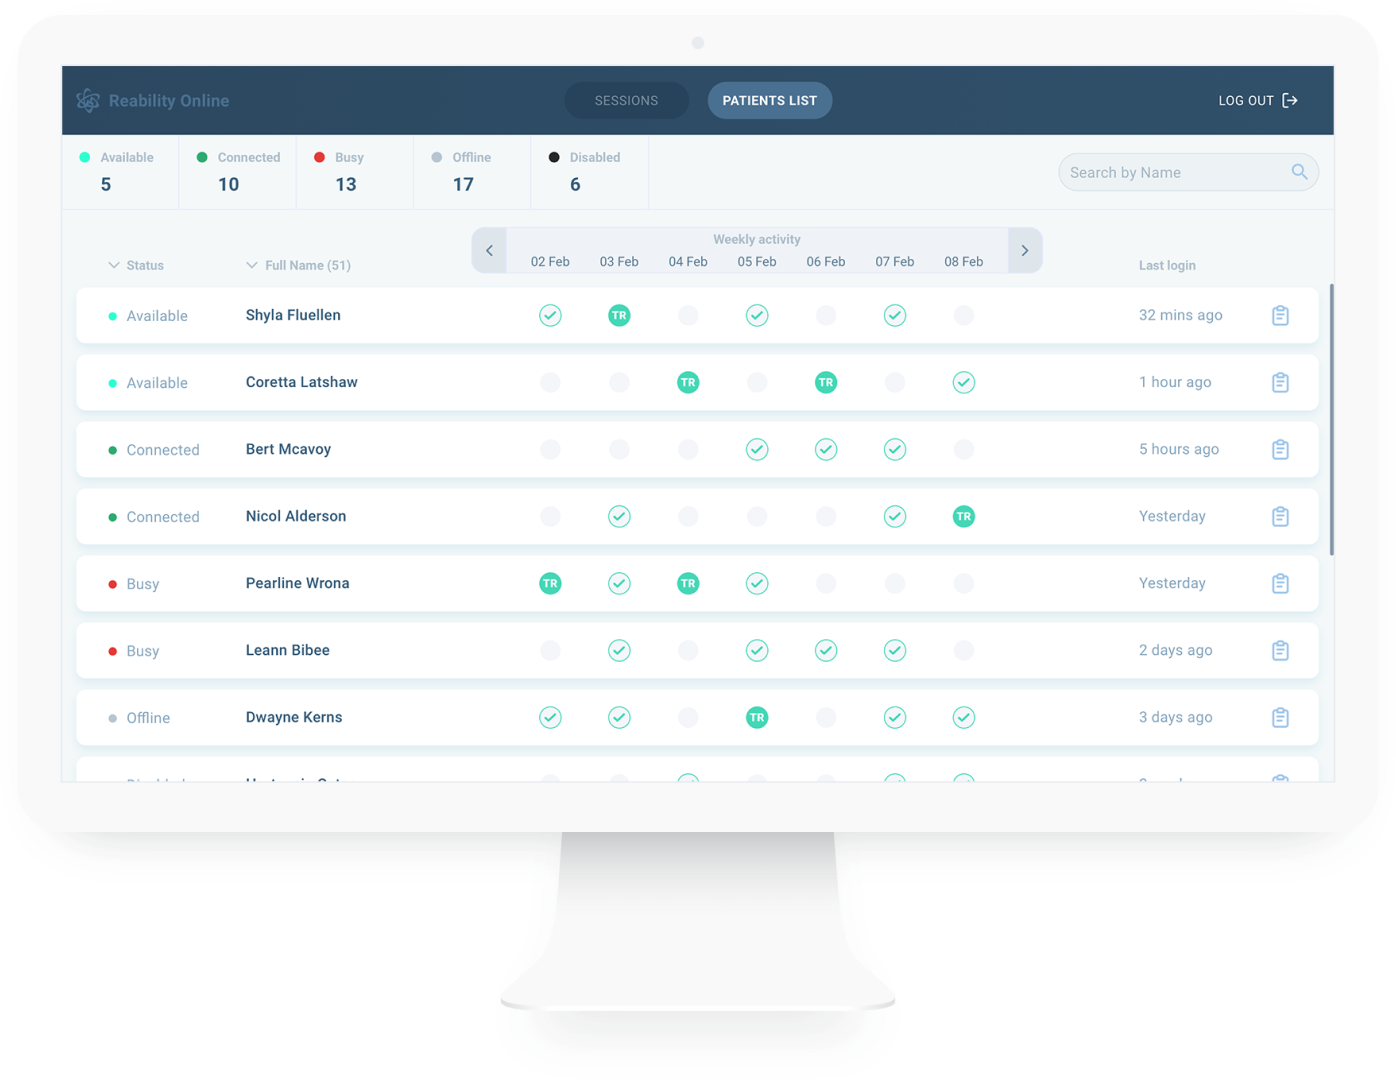 Reability Online
SESSIONS
PATIENTS LIST
LOG OUT
Available
5
Connected
10
Busy
13
Offline
17
Disabled
6
Search by Name
Weekly activity
Status
Full Name (51)
02 Feb
03 Feb
04 Feb
05 Feb
06 Feb
07 Feb
08 Feb
Last login
Available
Shyla Fluellen
TR
32 mins ago
Available
Coretta Latshaw
TR
TR
1 hour ago
Connected
Bert Mcavoy
5 hours ago
Connected
Nicol Alderson
TR
Yesterday
Busy
Pearline Wrona
TR
TR
Yesterday
Busy
Leann Bibee
2 days ago
Offline
Dwayne Kerns
TR
3 days ago